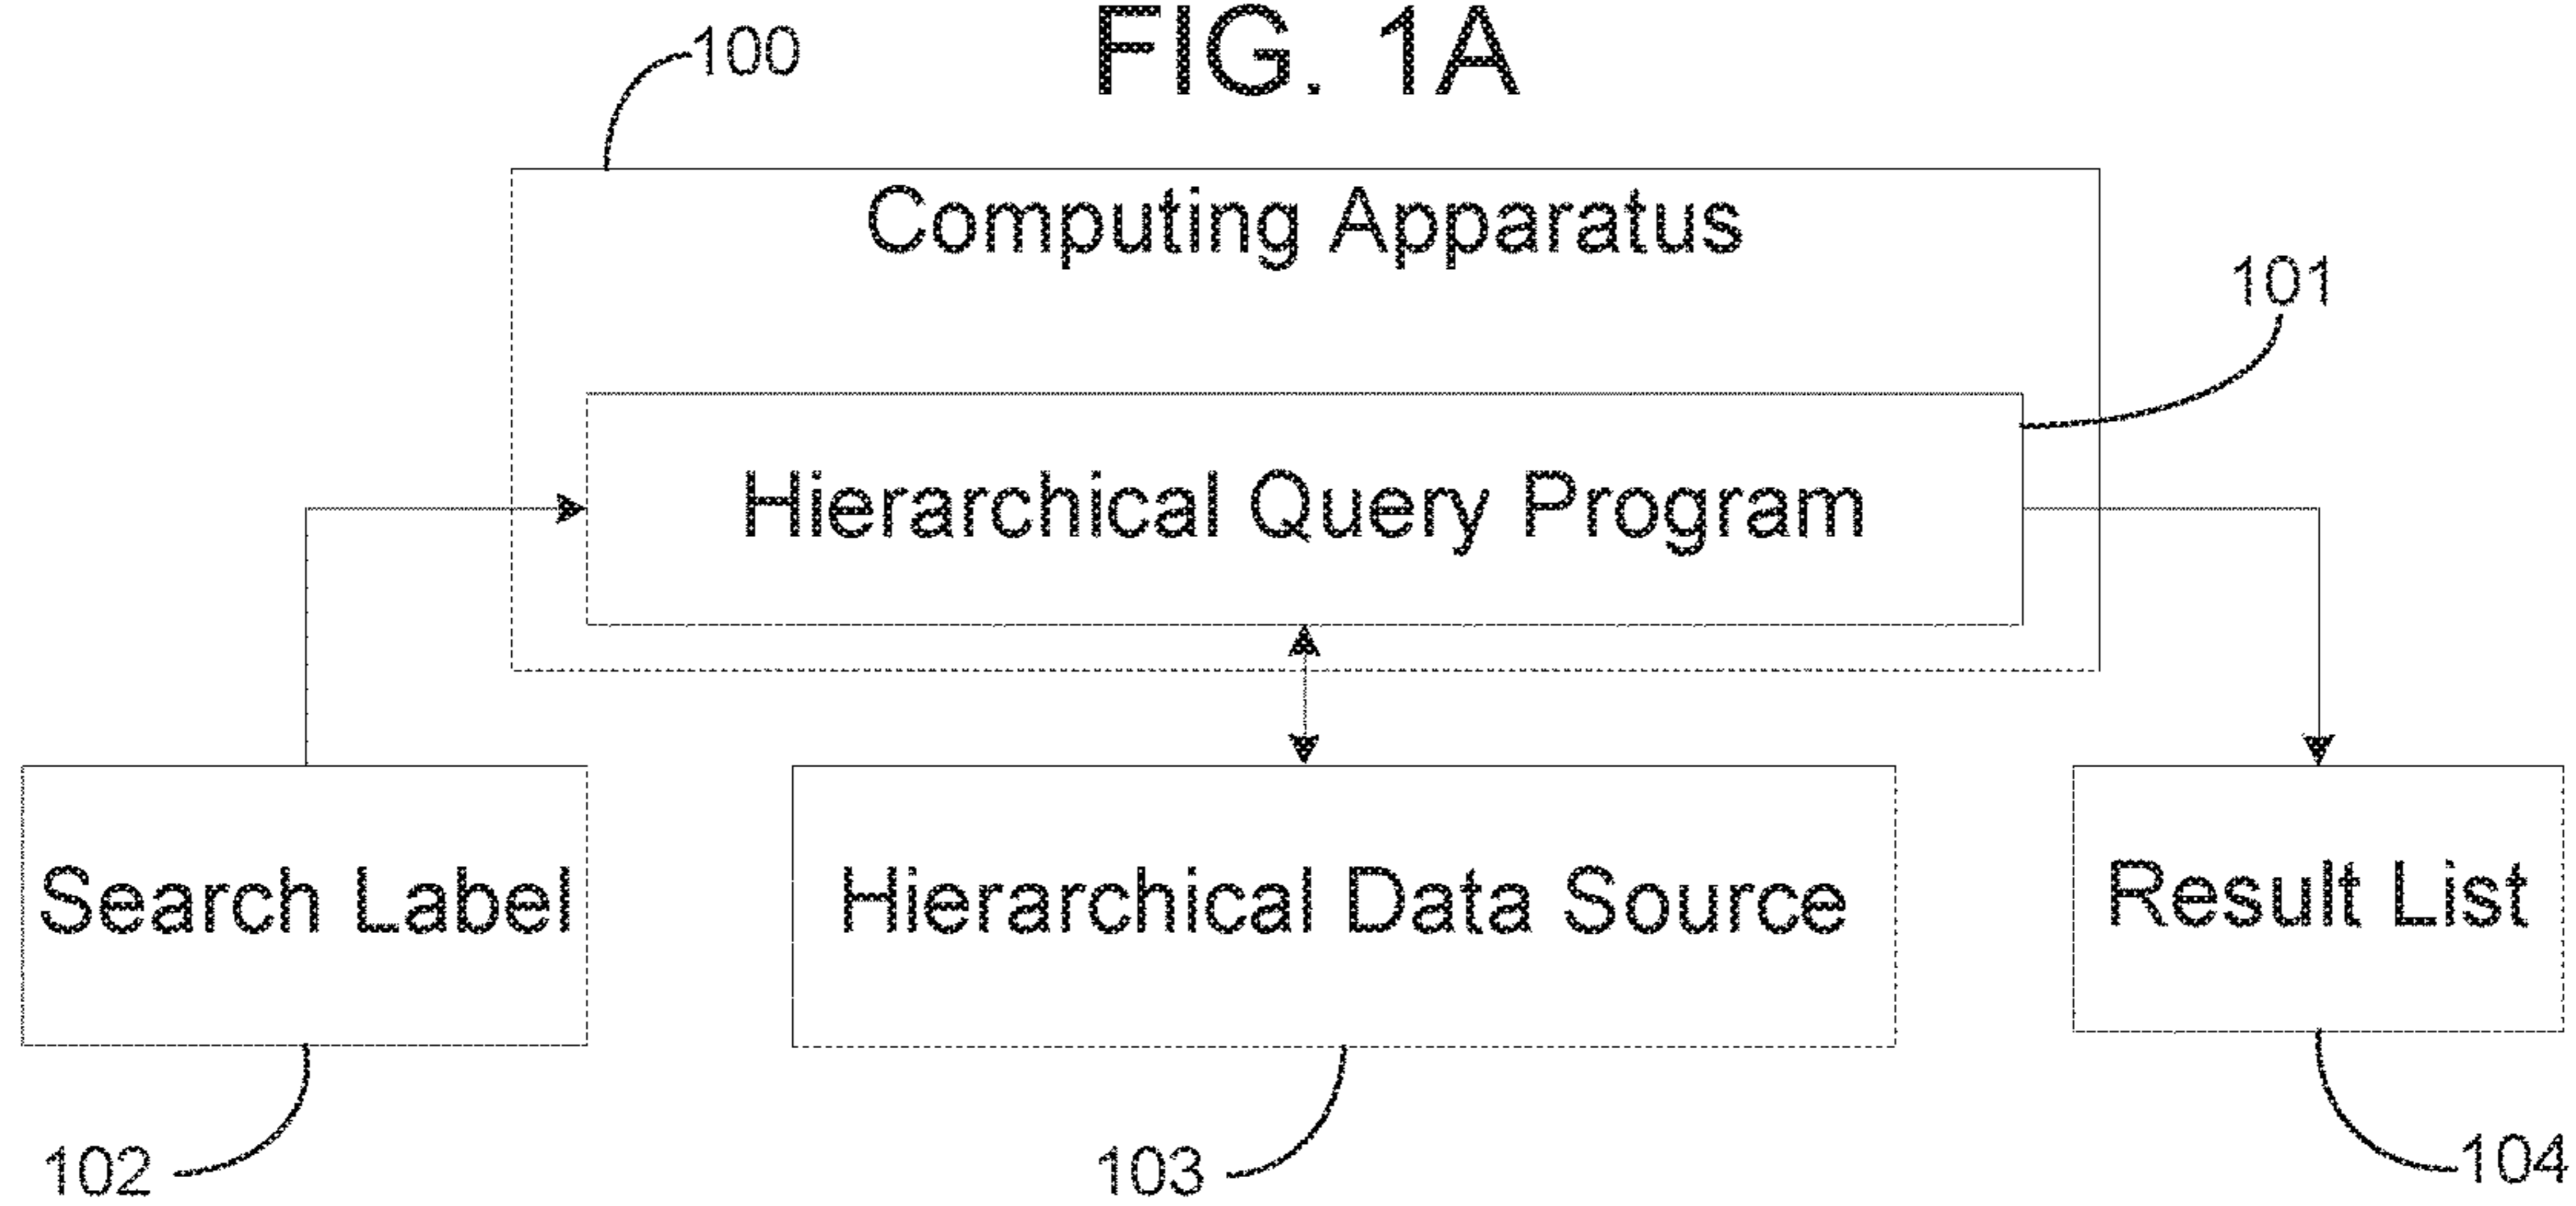 FIG. 1A
100
Computing Apparatus
101
Hierarchical Query Program
Search Label
Hierarchical Data Source
Result List
102
103
104